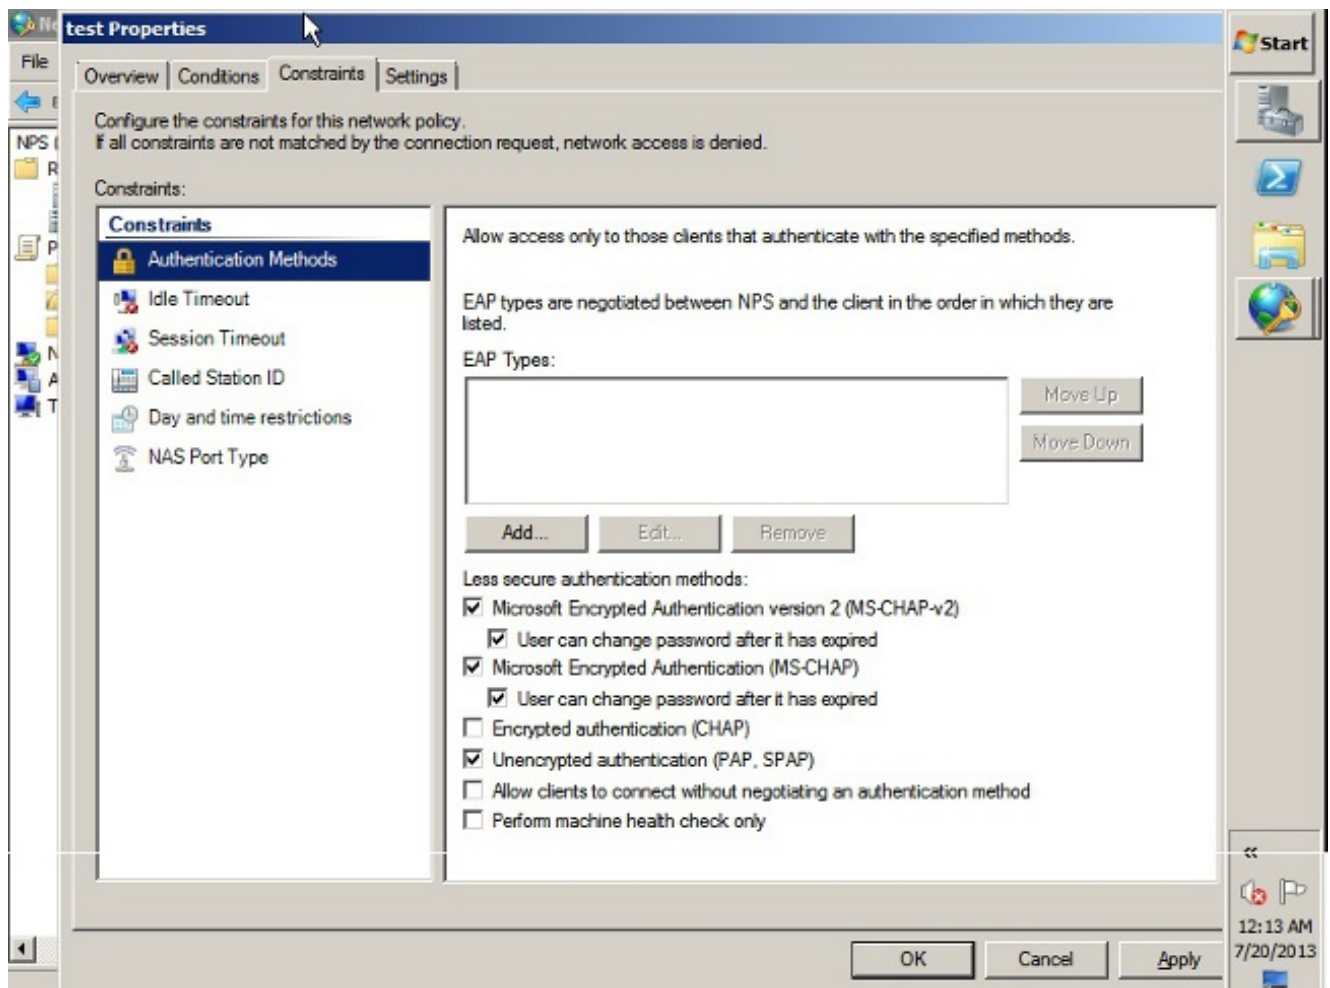 test Properties
Start
File
Overview
Conditions
Constraints
Settings
Configure the constraints for this network policy.
If all constraints are not matched by the connection request, network access is denied.
NPS
Constraints:
Constraints
Authentication Methods
Idle Timeout
Session Timeout
Called Station ID
Day and time restrictions
NAS Port Type
Allow access only to those clients that authenticate with the specified methods.
EAP types are negotiated between NPS and the client in the order in which they are
listed.
EAP Types:
Move Up
Move Down
Add...
Edit...
Remove
Less secure authentication methods:
Microsoft Encrypted Authentication version 2 (MS-CHAP-v2)
User can change password after it has expired
Microsoft Encrypted Authentication (MS-CHAP)
User can change password after it has expired
Encrypted authentication (CHAP)
Unencrypted authentication (PAP, SPAP)
Allow clients to connect without negotiating an authentication method
Perform machine health check only
OK
Cancel
Apply
12:13 AM
7/20/2013